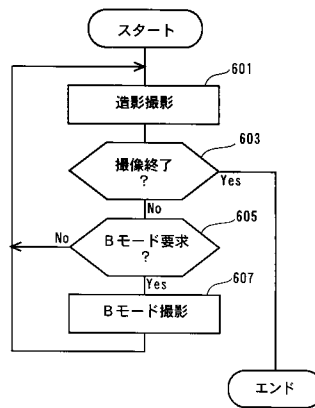 スタート
601
造影撮影
603
撮像終了
?
Yes
No
605
Bモード要求
?
No
Yes
607
Bモード撮影
エンド